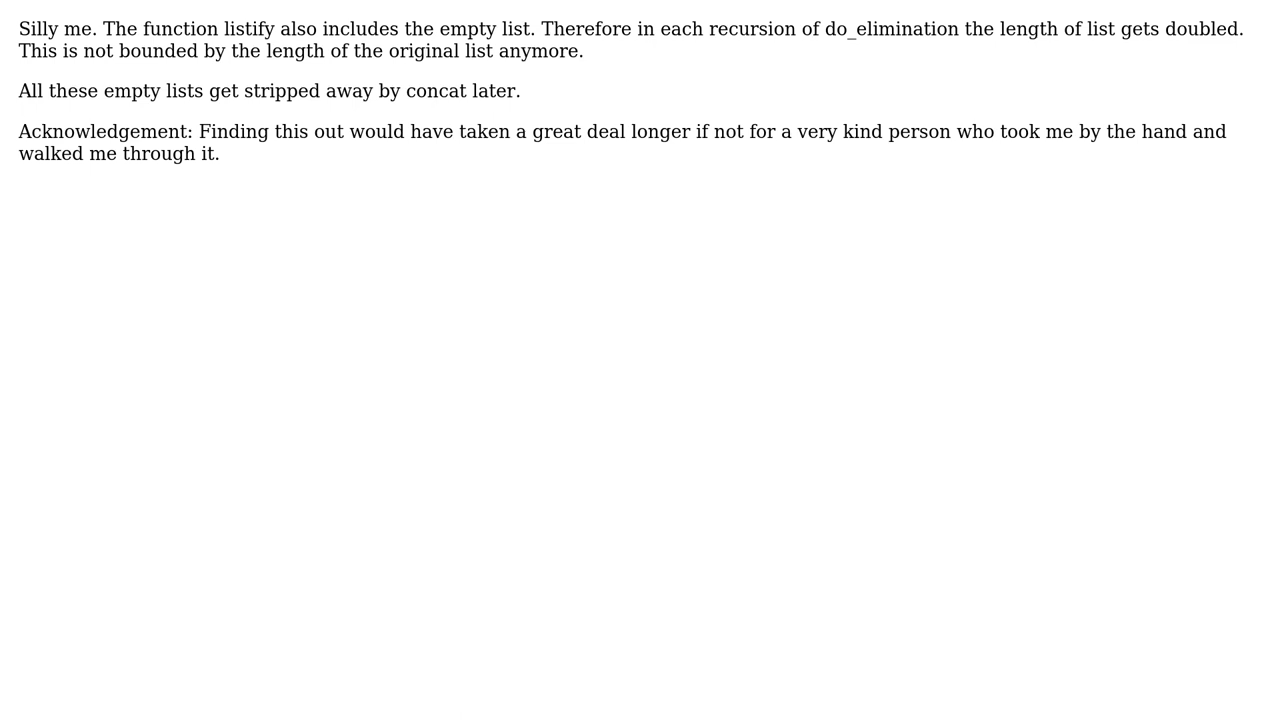 Silly me. The function listify also includes the empty list. Therefore in each recursion of do_elimination the length of list gets doubled.
This is not bounded by the length of the original list anymore.
All these empty lists get stripped away by concat later.
Acknowledgement: Finding this out would have taken a great deal longer if not for a very kind person who took me by the hand and
walked me through it.